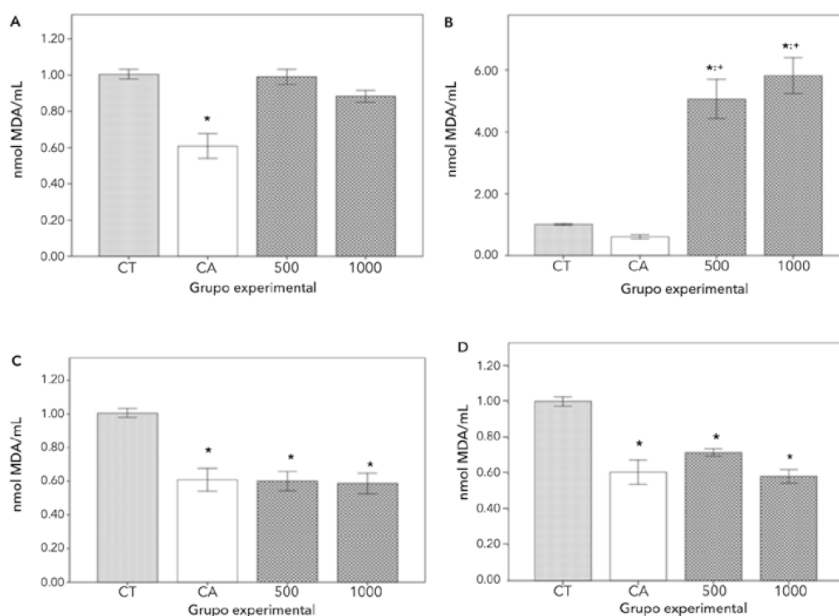 A
nmol MDA/mL
1.20
1.00
0.80
0.60
0.40
0.20
0.00
*
CT CA 500 1000
Grupo experimental
B
nmol MDA/mL
6.00
4.00
2.00
1.00
0.00
*:+ *:+
CT CA 500 1000
Grupo experimental
C
nmol MDA/mL
1.20
1.00
0.80
0.60
0.40
0.20
0.00
* * *
CT CA 500 1000
Grupo experimental
D
nmol MDA/mL
1.20
1.00
0.80
0.60
0.40
0.20
0.00
* * *
CT CA 500 1000
Grupo experimental